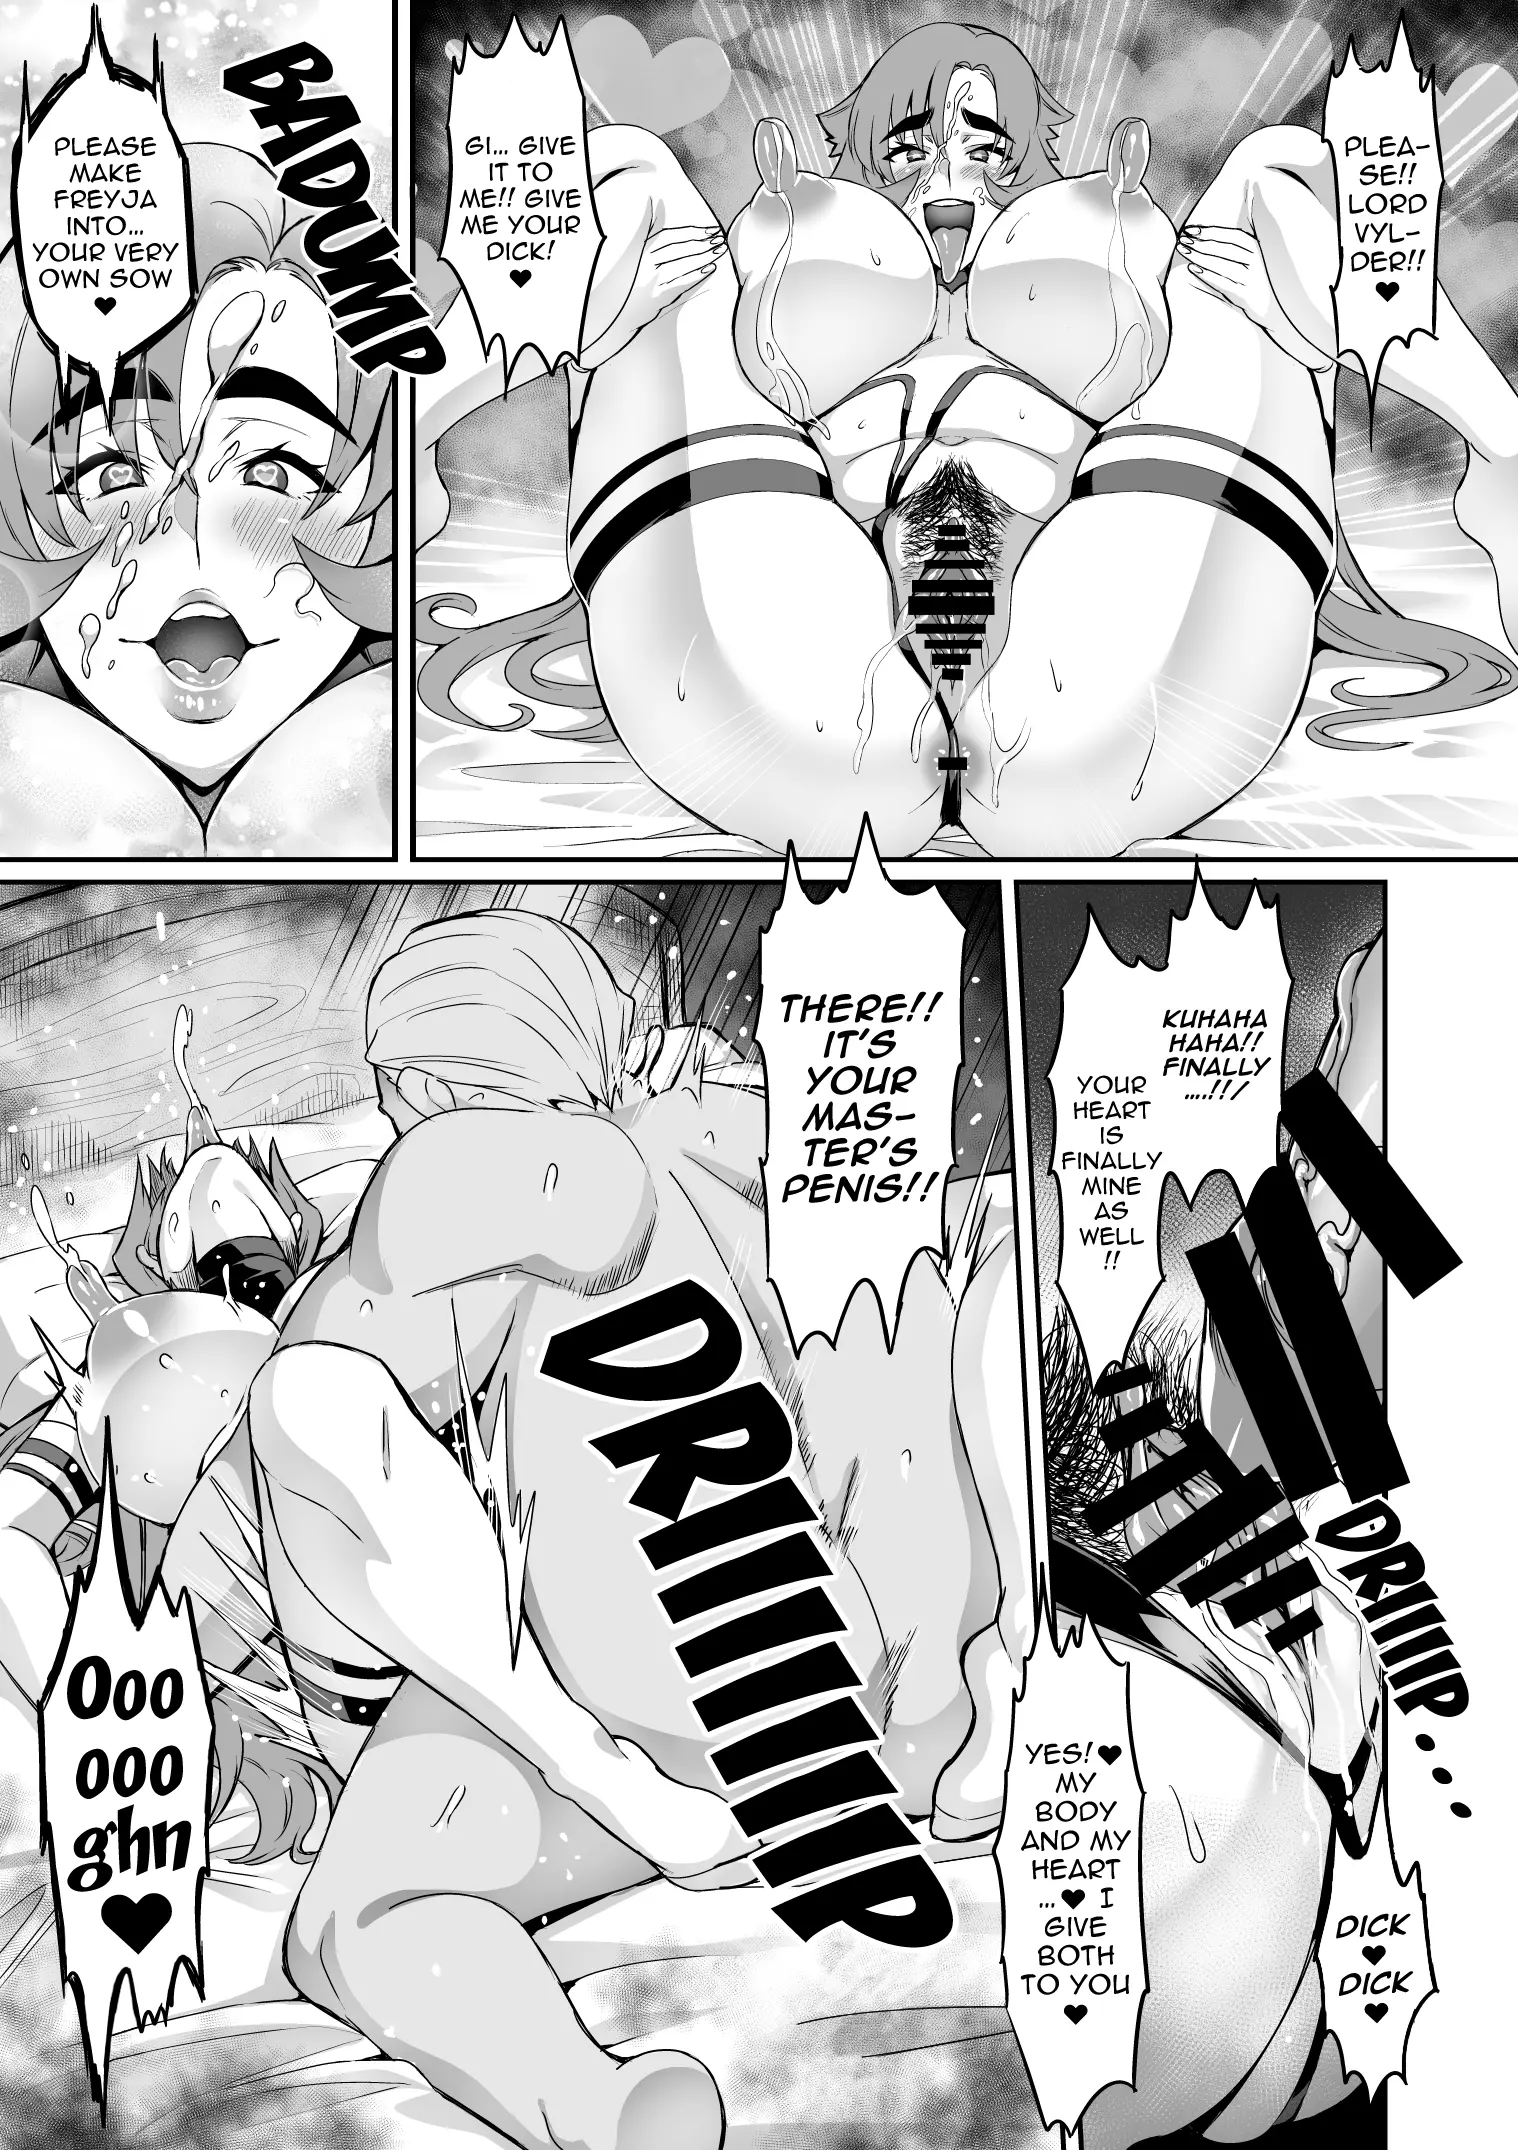 PLEA-
SE!!
LORD
VYL-
DER!!
♥
GI... GIVE
IT TO
ME!! GIVE
ME YOUR
DICK!
♥
BADUMP
PLEASE
MAKE
FREYJA
INTO...
YOUR VERY
OWN SOW
♥
KUHAHA
HAHA!!
FINALLY
....!!/
YOUR
HEART
IS
FINALLY
MINE
AS
WELL
!!
DRIIIIP...
YES! ♥
MY
BODY
AND MY
HEART
...♥ I
GIVE
BOTH
TO YOU
♥
DICK
♥
DICK
♥
THERE!!
IT'S
YOUR
MAS-
TER'S
PENIS!!
DRIIIIIIP
Ooo
ooo
ghn
♥